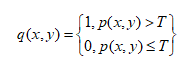 q(x,y)={1, p(x,y)>T
0, p(x,y)≤T}